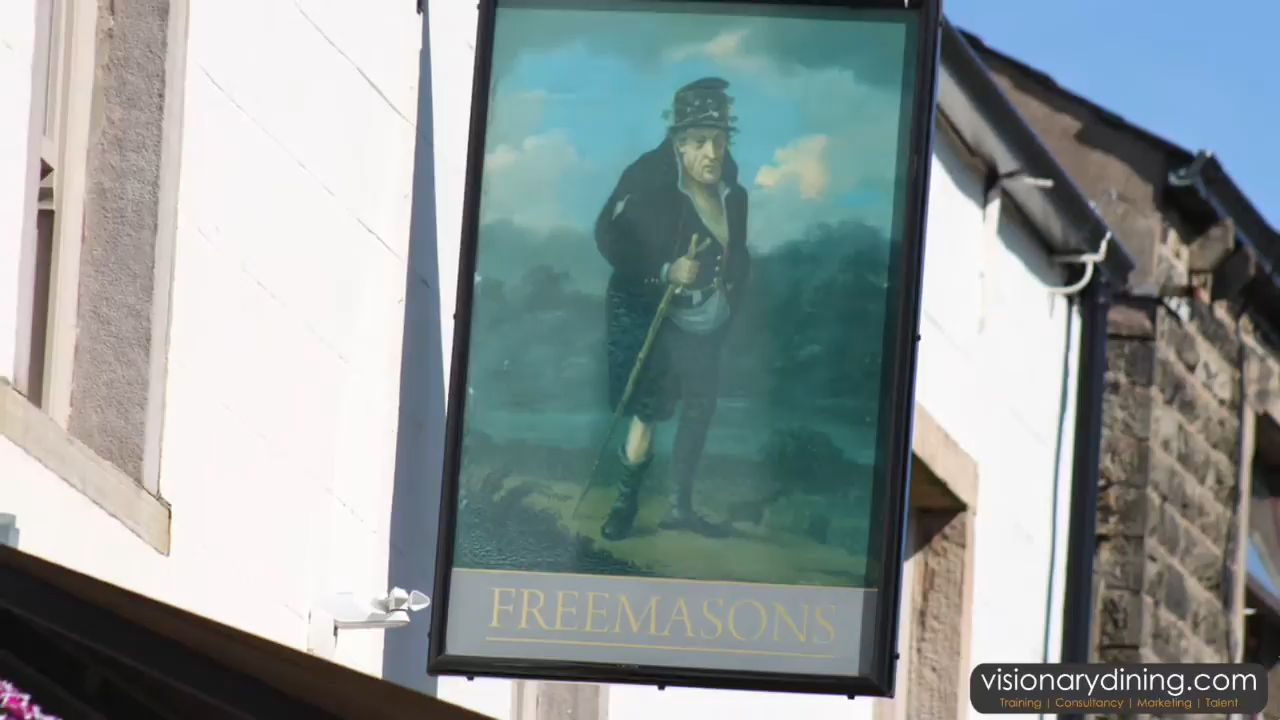 FREEMASONS
visionarydining.com
Training | Consultancy | Marketing | Talent